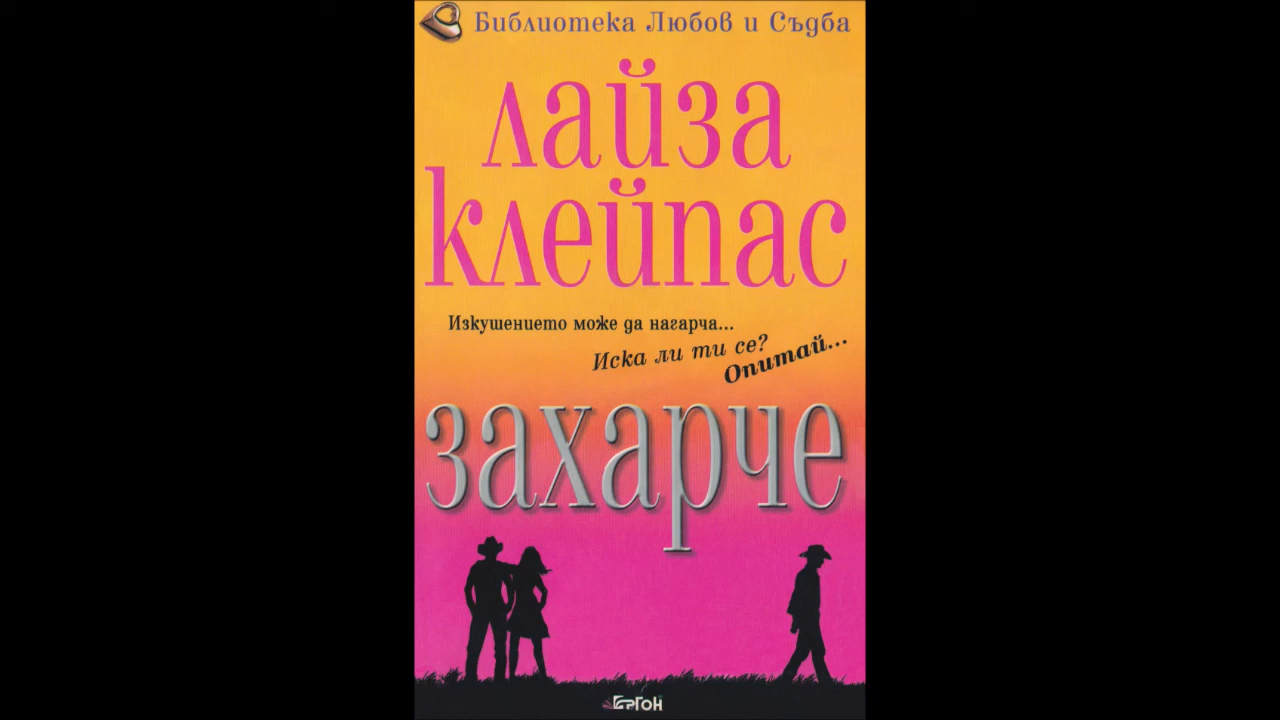 Библиотека Любов и Съдба
Лайза
Клейпас
Изкушението може да нагарча...
Иска ли ти се?
Опитай...
захарче
ЕРГОН